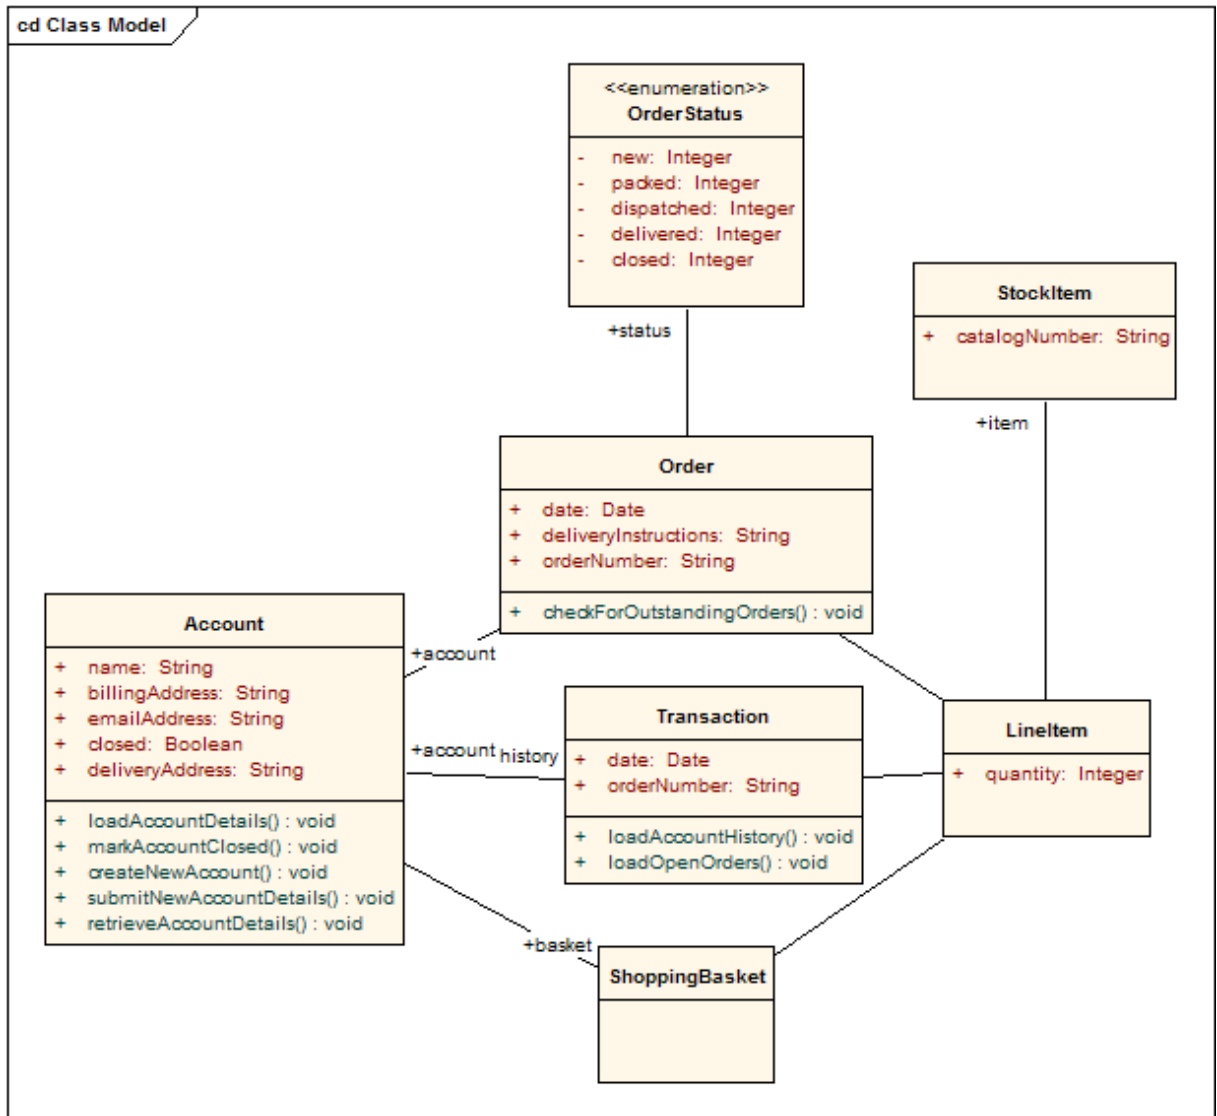 cd Class Model
<<enumeration>>
OrderStatus
- new: Integer
- packed: Integer
- dispatched: Integer
- delivered: Integer
- closed: Integer
+status
StockItem
+ catalogNumber: String
+item
Order
+ date: Date
+ deliveryInstructions: String
+ orderNumber: String
+ checkForOutstandingOrders() : void
Account
+ name: String
+ billingAddress: String
+ emailAddress: String
+ closed: Boolean
+ deliveryAddress: String
+ loadAccountDetails() : void
+ markAccountClosed() : void
+ createNewAccount() : void
+ submitNewAccountDetails() : void
+ retrieveAccountDetails() : void
+account
+account
history
Transaction
+ date: Date
+ orderNumber: String
+ loadAccountHistory() : void
+ loadOpenOrders() : void
LineItem
+ quantity: Integer
+basket
ShoppingBasket